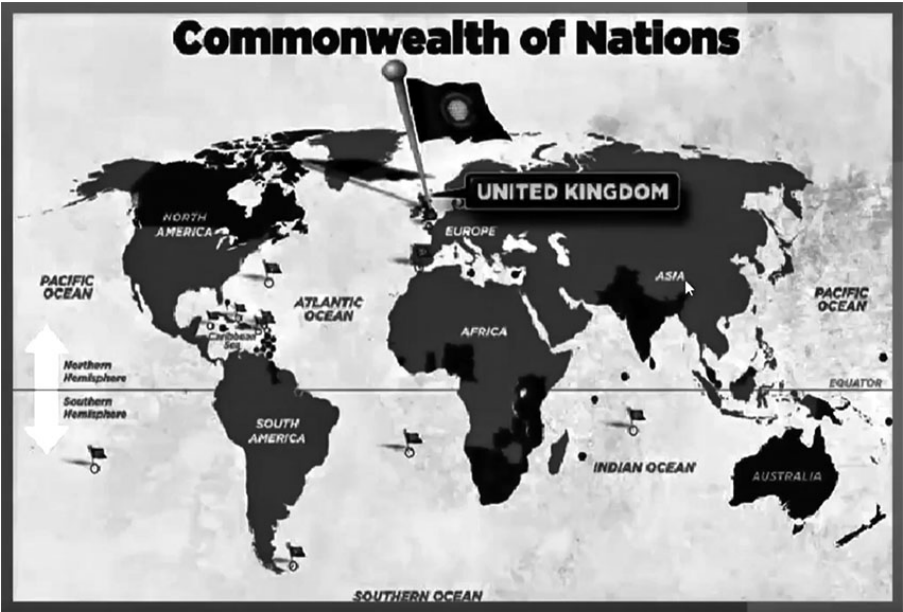 Commonwealth of Nations
UNITED KINGDOM
NORTH
AMERICA
EUROPE
ASIA
PACIFIC
OCEAN
ATLANTIC
OCEAN
PACIFIC
OCEAN
AFRICA
Caribbean
Sea
Northern
Hemisphere
EQUATOR
Southern
Hemisphere
SOUTH
AMERICA
INDIAN OCEAN
AUSTRALIA
SOUTHERN OCEAN